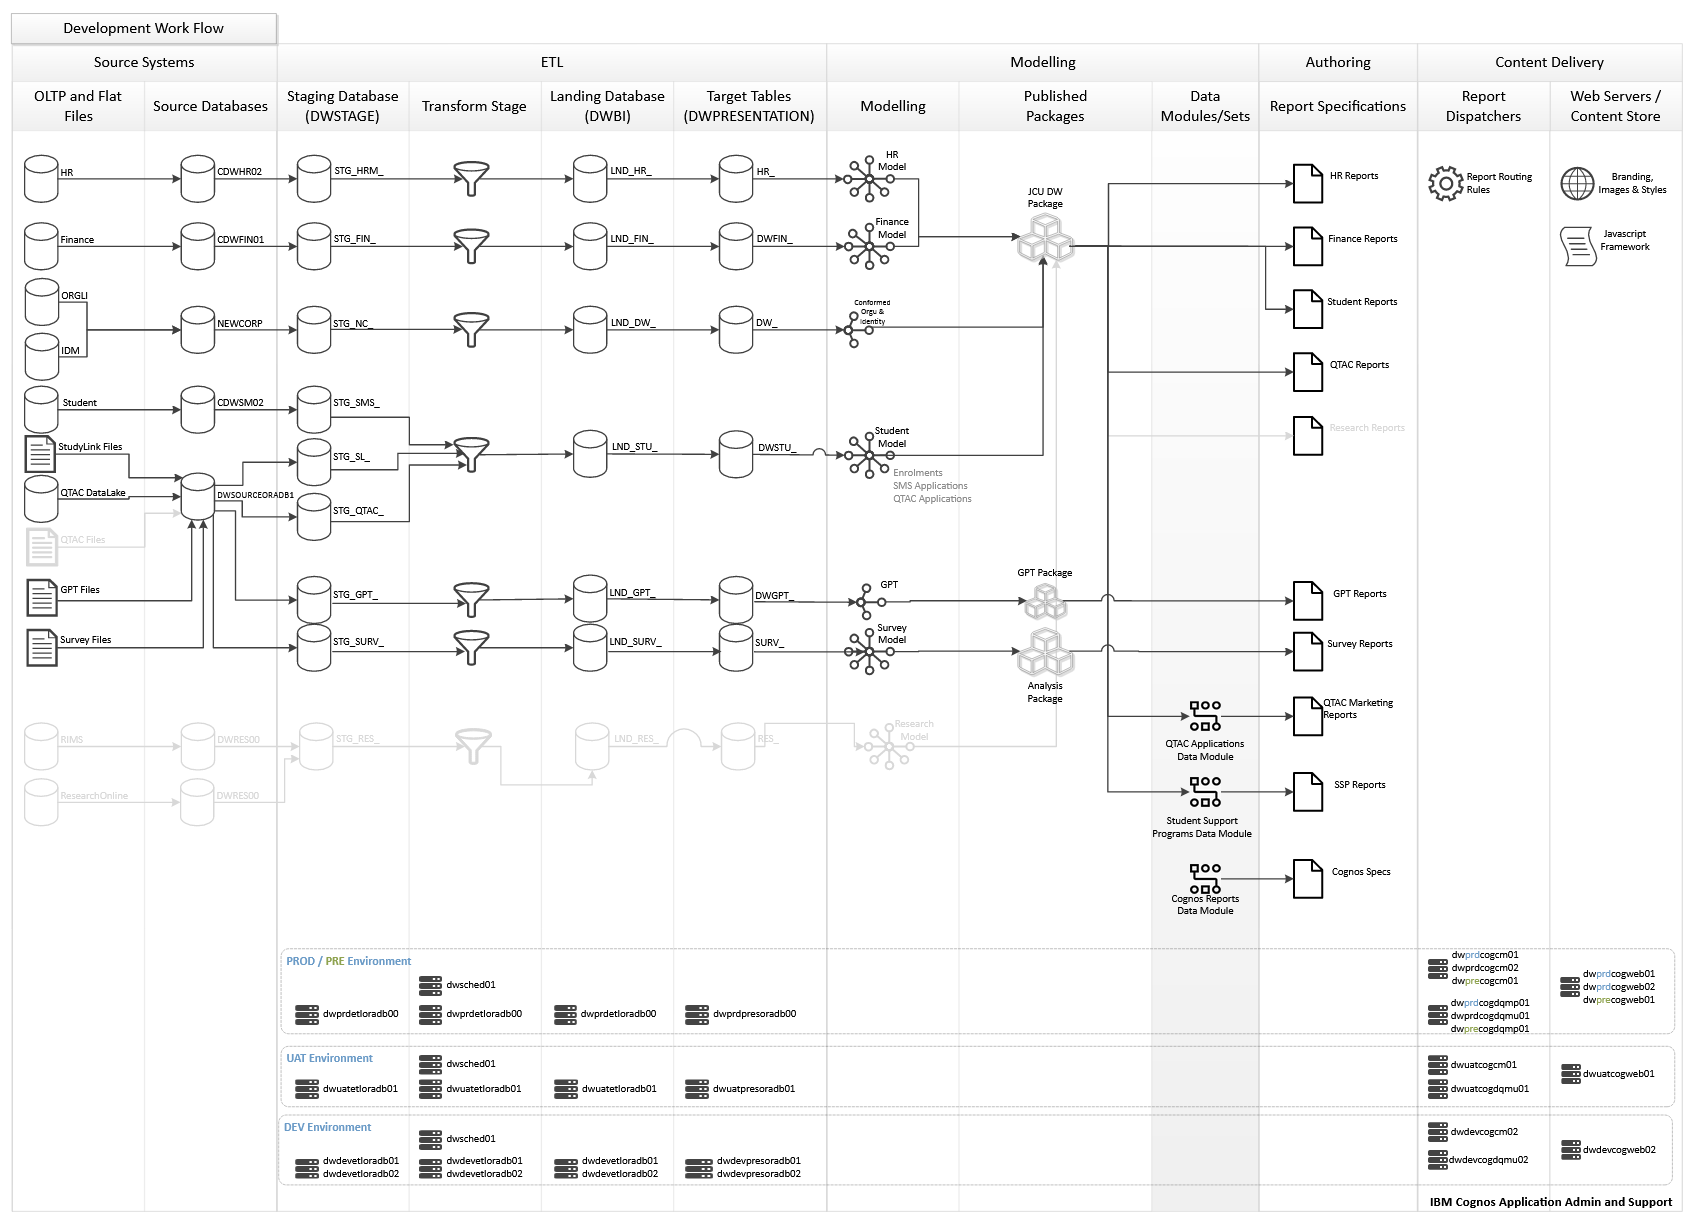 Development Work Flow
Source Systems
ETL
Modelling
Authoring
Content Delivery
OLTP and Flat
Files
Source Databases
Staging Database
(DWSTAGE)
Transform Stage
Landing Database
(DWBI)
Target Tables
(DWPRESENTATION)
Modelling
Published
Packages
Data
Modules/Sets
Report Specifications
Report
Dispatchers
Web Servers /
Content Store
HR
CDWHR02
STG_HRM_
LND_HR_
HR_
HR
Model
JCU DW
Package
HR Reports
Report Routing
Rules
Branding,
Images & Styles
Finance
CDWFIN01
STG_FIN_
LND_FIN_
DWFIN_
Finance
Model
Finance Reports
Javascript
Framework
ORGLI
IDM
NEWCORP
STG_NC_
LND_DW_
DW_
Conformed
Orgu &
Identity
Student Reports
QTAC Reports
Research Reports
Student
CDWSM02
STG_SMS_
StudyLink Files
STG_SL_
LND_STU_
DWSTU_
Student
Model
Enrolments
SMS Applications
QTAC Applications
QTAC DataLake
DWSOURCEORADB1
STG_QTAC_
QTAC Files
GPT Files
STG_GPT_
LND_GPT_
DWGPT_
GPT
GPT Package
GPT Reports
Survey Files
STG_SURV_
LND_SURV_
SURV_
Survey
Model
Analysis
Package
Survey Reports
RIMS
DWRES00
STG_RES_
LND_RES_
RES_
Research
Model
QTAC Applications
Data Module
QTAC Marketing
Reports
ResearchOnline
DWRES00
Student Support
Programs Data Module
SSP Reports
Cognos Reports
Data Module
Cognos Specs
PROD / PRE Environment
dwsched01
dwprdetloradb00
dwprdetloradb00
dwprdetloradb00
dwprdpresoradb00
dwprdcogcm01
dwprdcogcm02
dwprecogcm01
dwprdcogdqmp01
dwprdcogdqmu01
dwprecogdqmp01
dwprdcogweb01
dwprdcogweb02
dwprecogweb01
UAT Environment
dwsched01
dwuatetloradb01
dwuatetloradb01
dwuatetloradb01
dwuatpresoradb01
dwuatcogcm01
dwuatcogdqmu01
dwuatcogweb01
DEV Environment
dwsched01
dwdevetloradb01
dwdevetloradb02
dwdevetloradb01
dwdevetloradb02
dwdevetloradb01
dwdevetloradb02
dwdevpresoradb01
dwdevpresoradb02
dwdevcogcm02
dwdevcogdqmu02
dwdevcogweb02
IBM Cognos Application Admin and Support